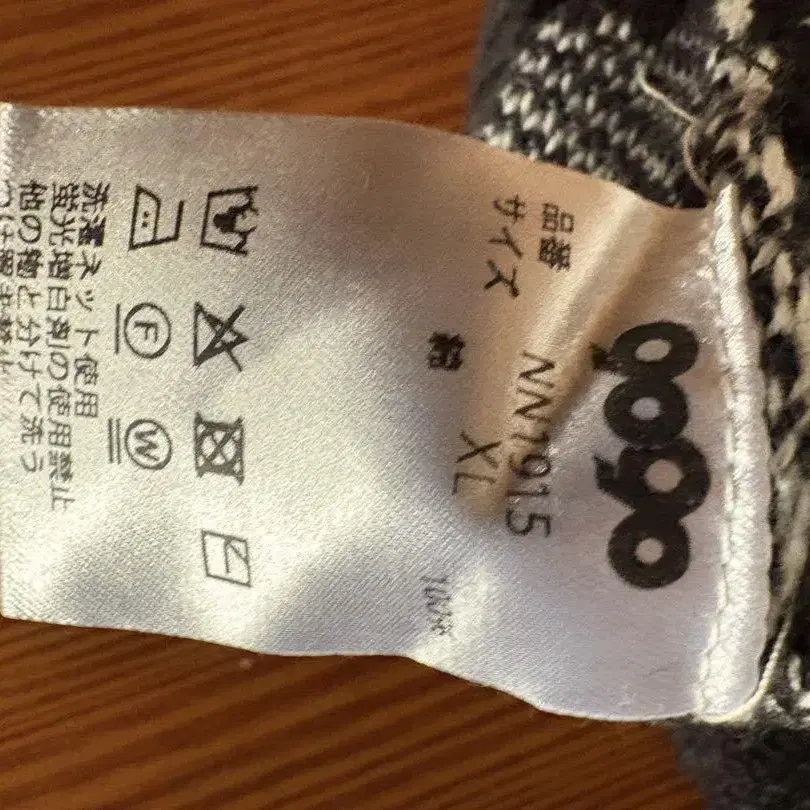 gogo
品番 NN1915
サイズ XL
綿 100%
F W
洗濯ネット使用
蛍光増白剤の使用禁止
他の物と分けて洗う